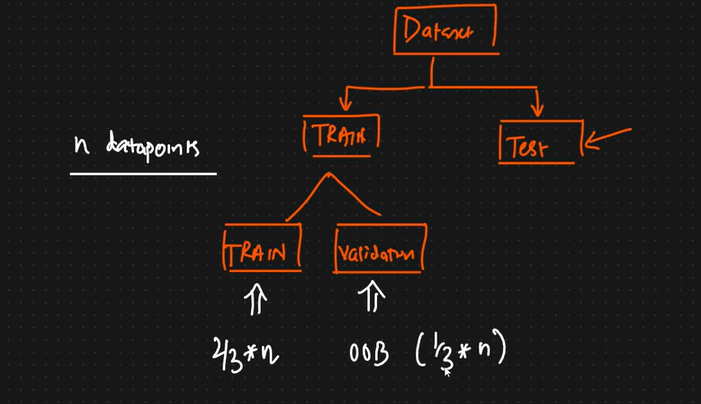 Dataset
TRAIN
Test
n datapoints
TRAIN
Validation
2/3 * n
OOB (1/3 * n)